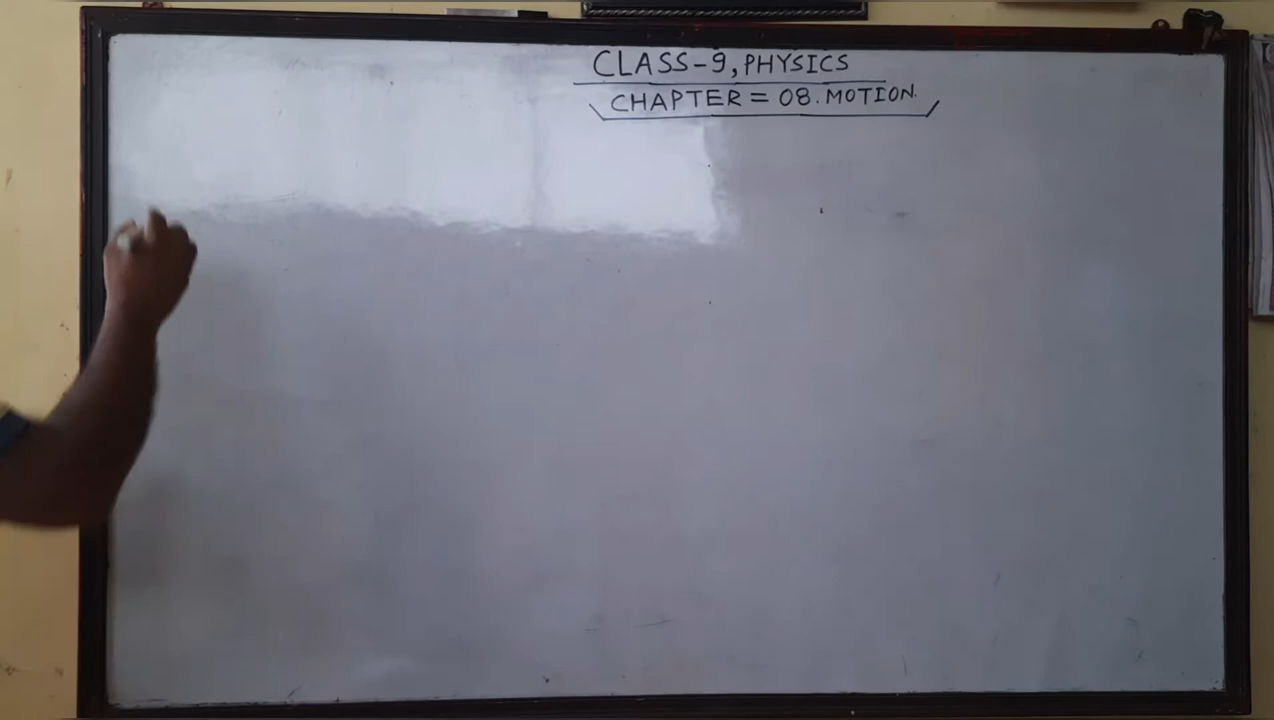 CLASS-9, PHYSICS
CHAPTER = 08. MOTION.